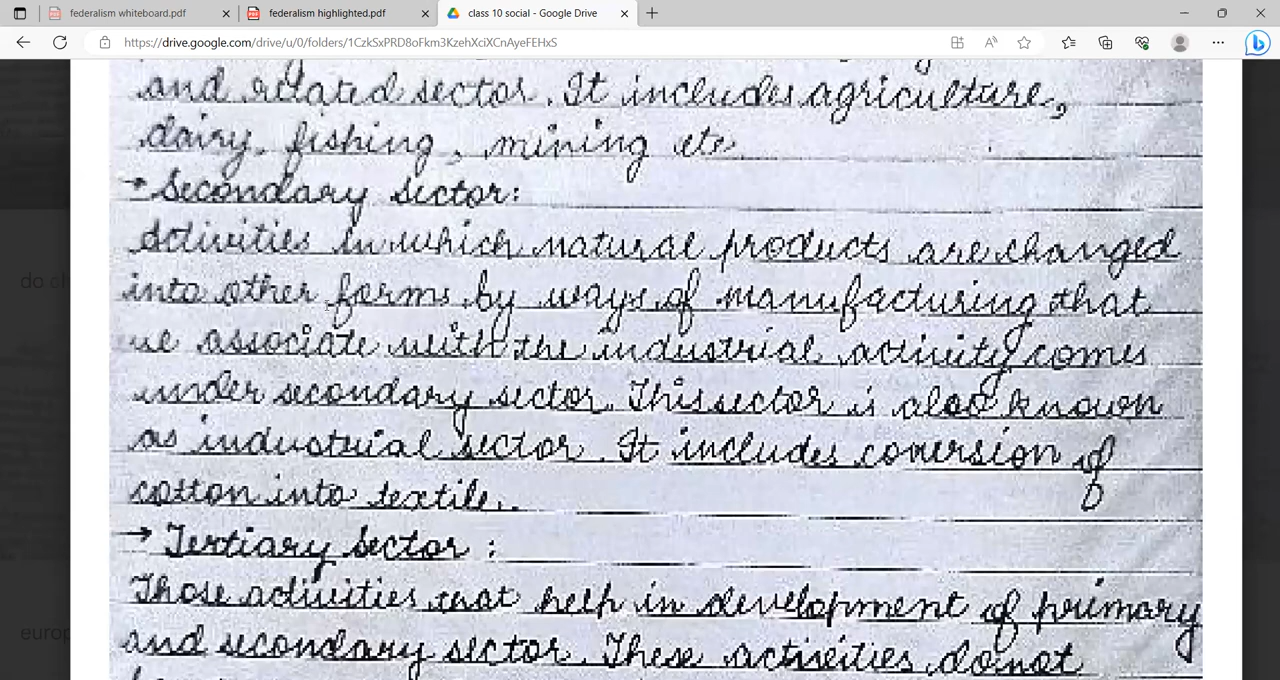 federalism whiteboard.pdf
federalism highlighted.pdf
class 10 social - Google Drive
https://drive.google.com/drive/u/0/folders/1CzkSxPRD8oFkm3KzehXciXCnAyeFEHxS
and related sector. It includes agriculture,
dairy, fishing, mining etc
→ Secondary sector:
Activities in which natural products are changed
into other forms by ways of manufacturing that
we associate with the industrial activity comes
under secondary sector. This sector is also known
as industrial sector. It includes conversion of
cotton into textile.
→ Tertiary Sector :
Those activities that help in development of primary
and secondary sector. These activities do not